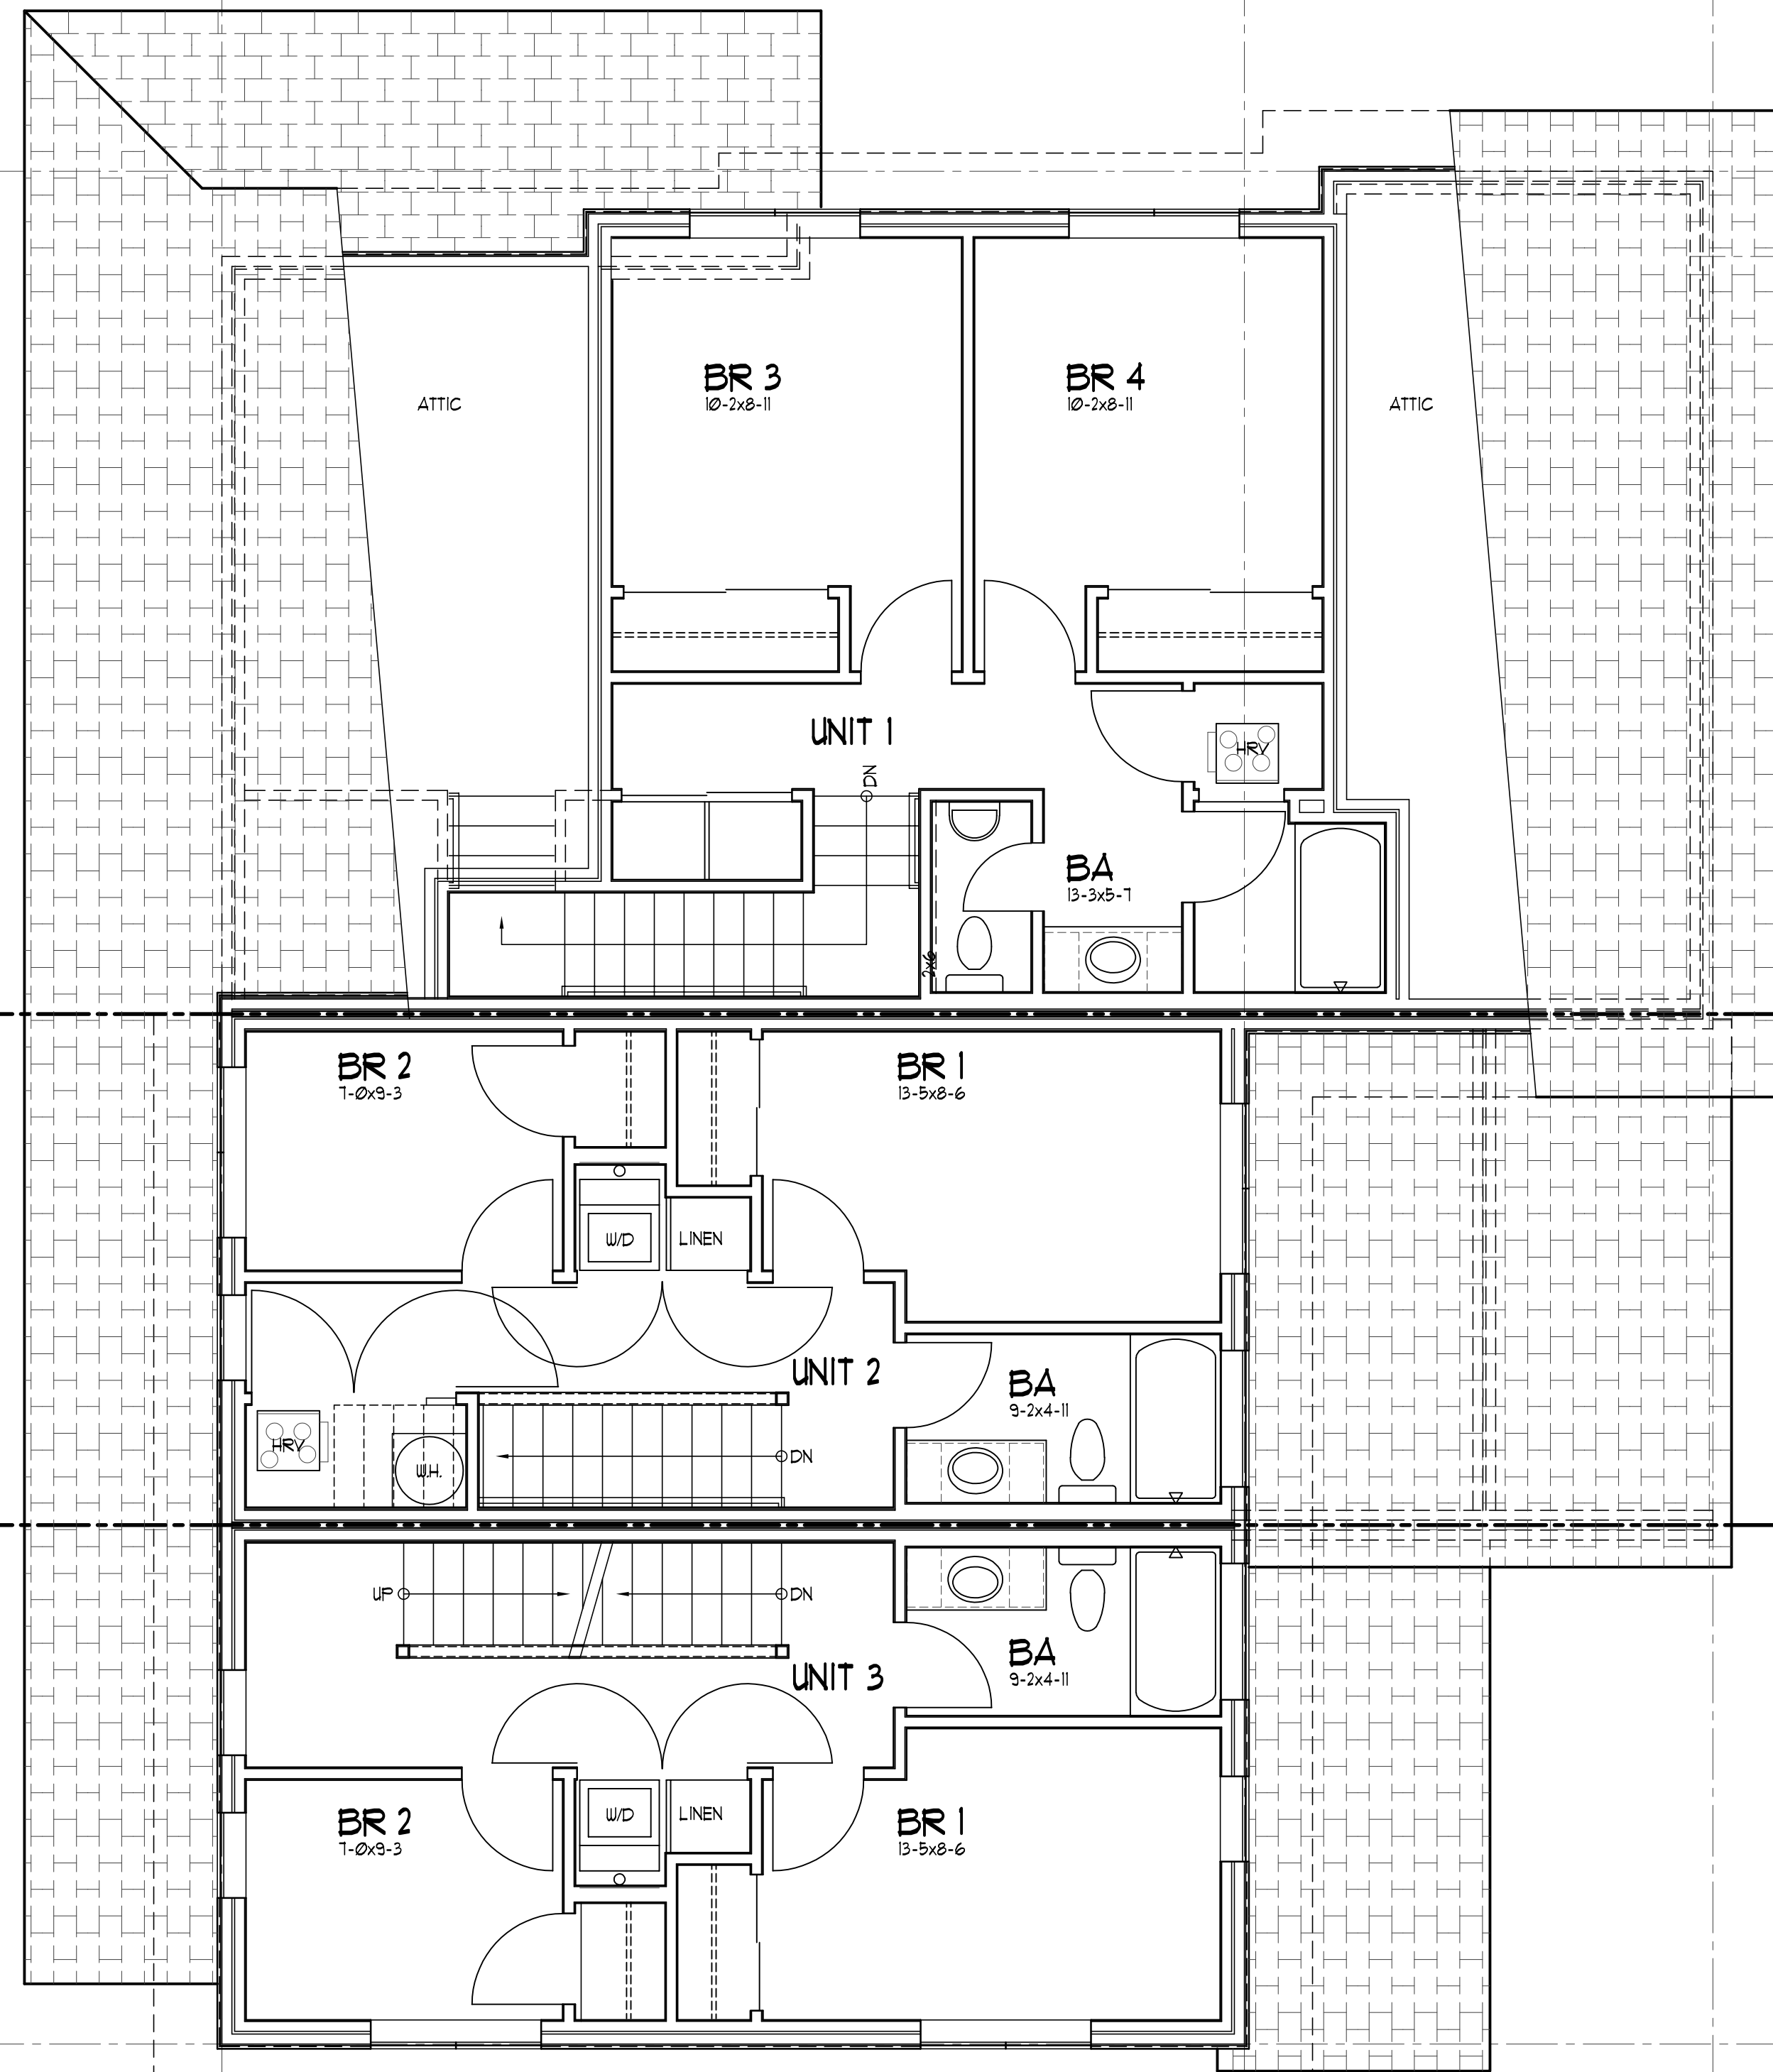 BR 3
10-2x8-11
BR 4
10-2x8-11
ATTIC
ATTIC
UNIT 1
HRV
DN
BA
13-3x5-7
2x6
BR 2
7-0x9-3
BR 1
13-5x8-6
W/D
LINEN
UNIT 2
BA
9-2x4-11
HRV
W.H.
DN
UP
DN
BA
9-2x4-11
UNIT 3
W/D
LINEN
BR 2
7-0x9-3
BR 1
13-5x8-6